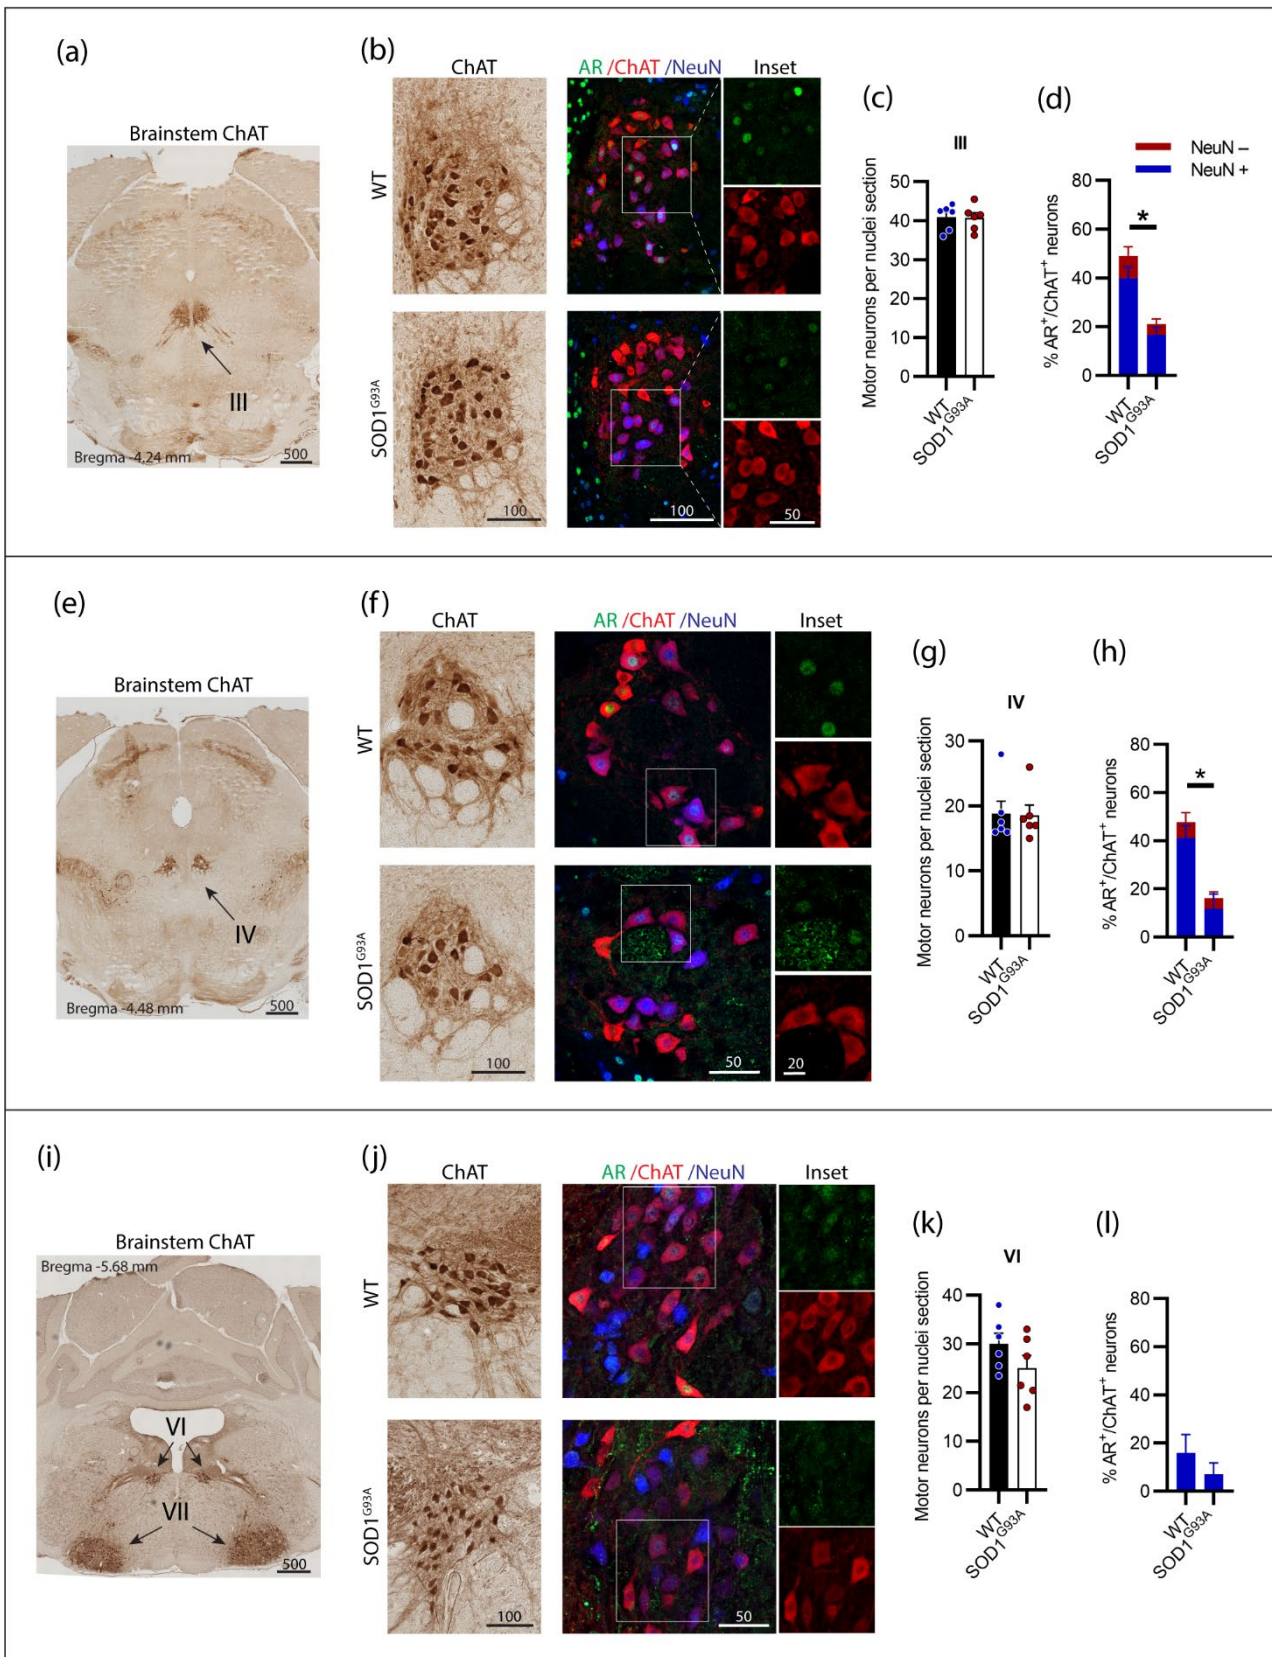 (a)
Brainstem ChAT
III
Bregma -4,24 mm
500
(b)
ChAT
AR /ChAT /NeuN
Inset
WT
SOD1G93A
100
100
50
(c)
III
Motor neurons per nuclei section
50
40
30
20
10
0
WT
SOD1G93A
(d)
NeuN –
NeuN +
% AR+/ChAT+ neurons
80
60
40
20
0
*
WT
SOD1G93A
(e)
Brainstem ChAT
IV
Bregma -4,48 mm
500
(f)
ChAT
AR /ChAT /NeuN
Inset
WT
SOD1G93A
100
50
20
(g)
IV
Motor neurons per nuclei section
30
20
10
0
WT
SOD1G93A
(h)
% AR+/ChAT+ neurons
80
60
40
20
0
*
WT
SOD1G93A
(i)
Brainstem ChAT
Bregma -5.68 mm
VI
VII
500
(j)
ChAT
AR /ChAT /NeuN
Inset
WT
SOD1G93A
100
50
(k)
VI
Motor neurons per nuclei section
40
30
20
10
0
WT
SOD1G93A
(l)
% AR+/ChAT+ neurons
80
60
40
20
0
WT
SOD1G93A